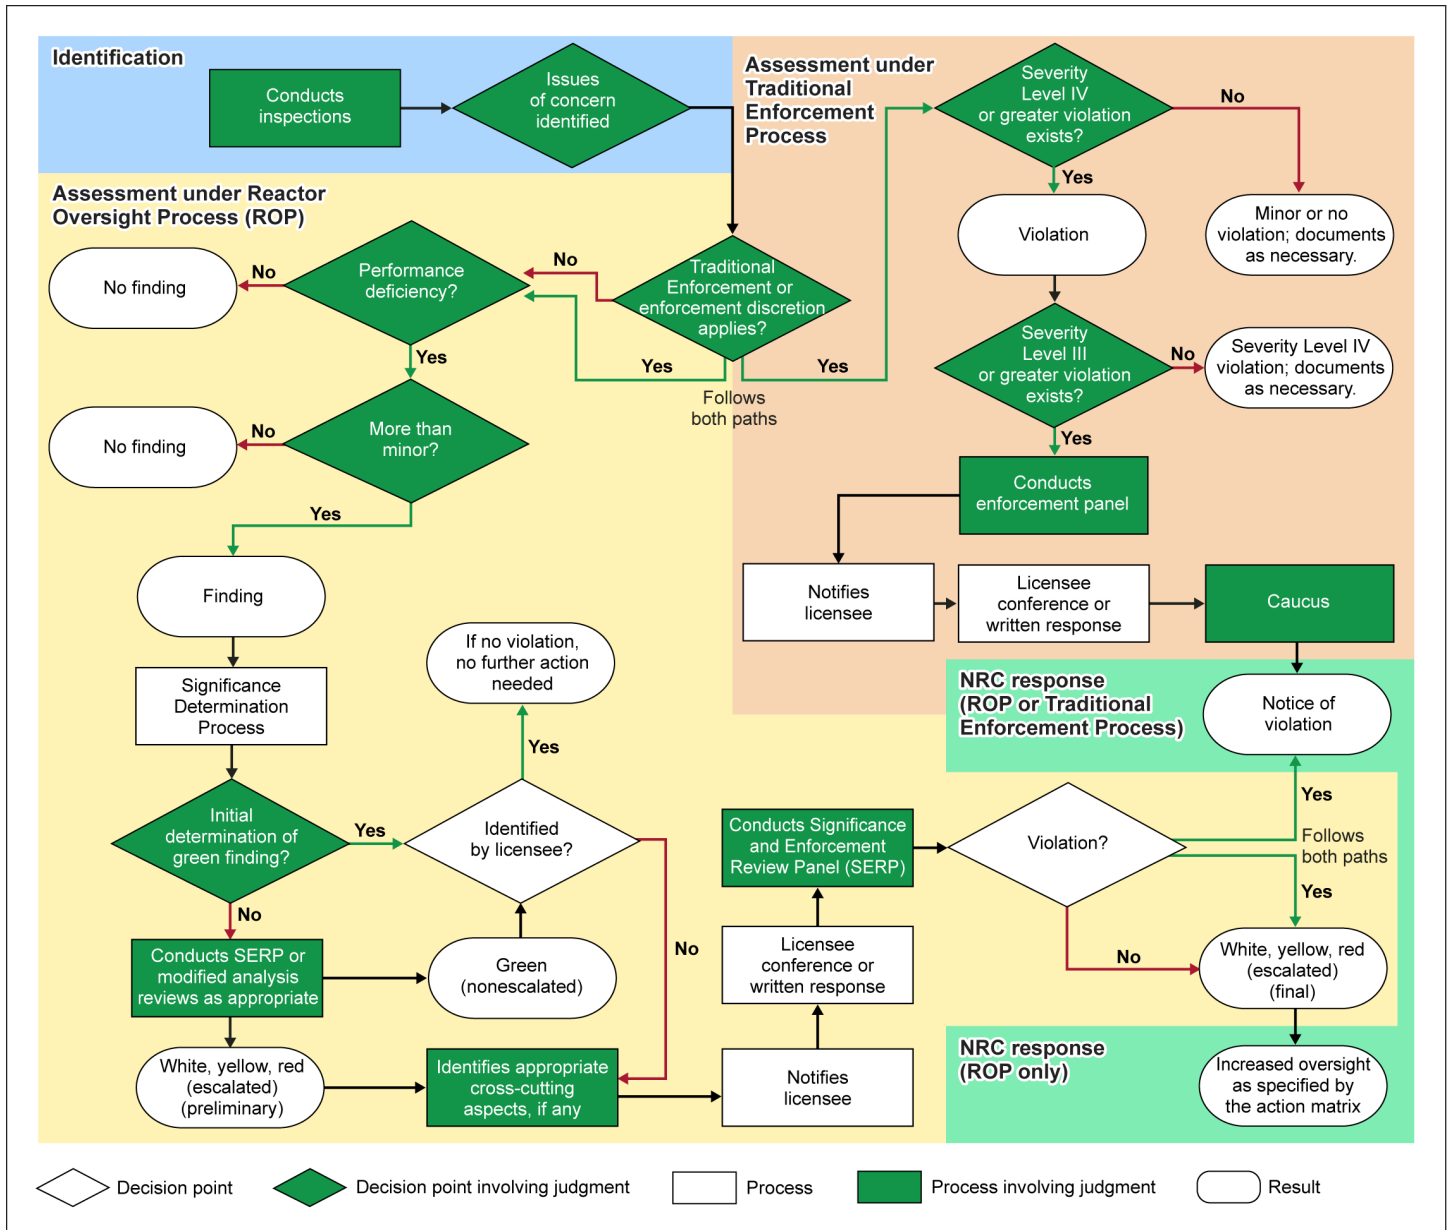 Identification
Conducts
inspections
Issues
of concern
identified
Assessment under
Traditional
Enforcement
Process
Severity
Level IV
or greater violation
exists?
No
Yes
Violation
Minor or no
violation; documents
as necessary.
Severity
Level III
or greater violation
exists?
No
Severity Level IV
violation; documents
as necessary.
Yes
Conducts
enforcement panel
Notifies
licensee
Licensee
conference or
written response
Caucus
Assessment under Reactor
Oversight Process (ROP)
Traditional
Enforcement or
enforcement discretion
applies?
No
Yes
Yes
Follows
both paths
Performance
deficiency?
No
No finding
Yes
More than
minor?
No
No finding
Yes
Finding
Significance
Determination
Process
Initial
determination of
green finding?
Yes
No
Identified
by licensee?
Yes
If no violation,
no further action
needed
No
Conducts SERP or
modified analysis
reviews as appropriate
Green
(nonescalated)
White, yellow, red
(escalated)
(preliminary)
Identifies appropriate
cross-cutting
aspects, if any
Notifies
licensee
Licensee
conference or
written response
Conducts Significance
and Enforcement
Review Panel (SERP)
Violation?
Yes
Follows
both paths
Yes
No
White, yellow, red
(escalated)
(final)
NRC response
(ROP or Traditional
Enforcement Process)
Notice of
violation
NRC response
(ROP only)
Increased oversight
as specified by
the action matrix
Decision point
Decision point involving judgment
Process
Process involving judgment
Result